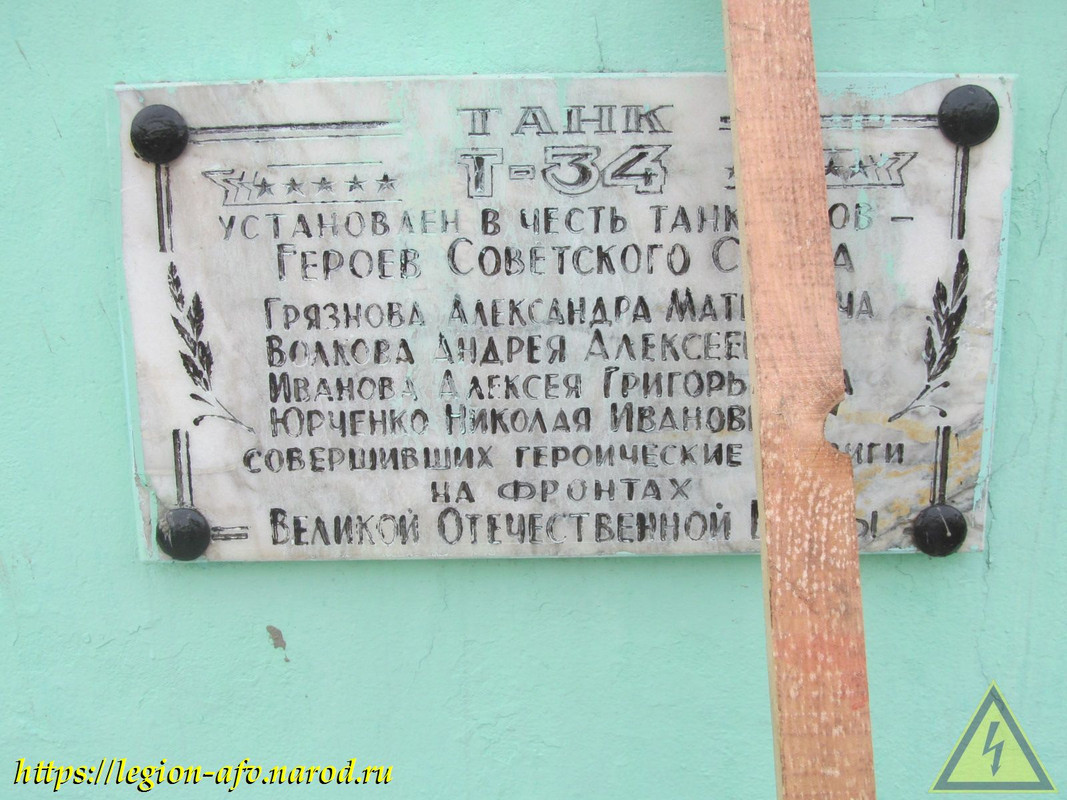 ТАНК
Т-34
УСТАНОВЛЕН В ЧЕСТЬ
ГЕРОЕВ СОВЕТСКОГО
ГРЯЗНОВА АЛЕКСАНДРА
ВОЛКОВА АНДРЕЯ
ИВАНОВА АЛЕКСЕЯ
ЮРЧЕНКО НИКОЛАЯ
СОВЕРШИВШИХ ГЕРОИЧЕСКИЕ
НА ФРОНТАХ
ВЕЛИКОЙ ОТЕЧЕСТВЕННОЙ
https://legion-afv.narod.ru